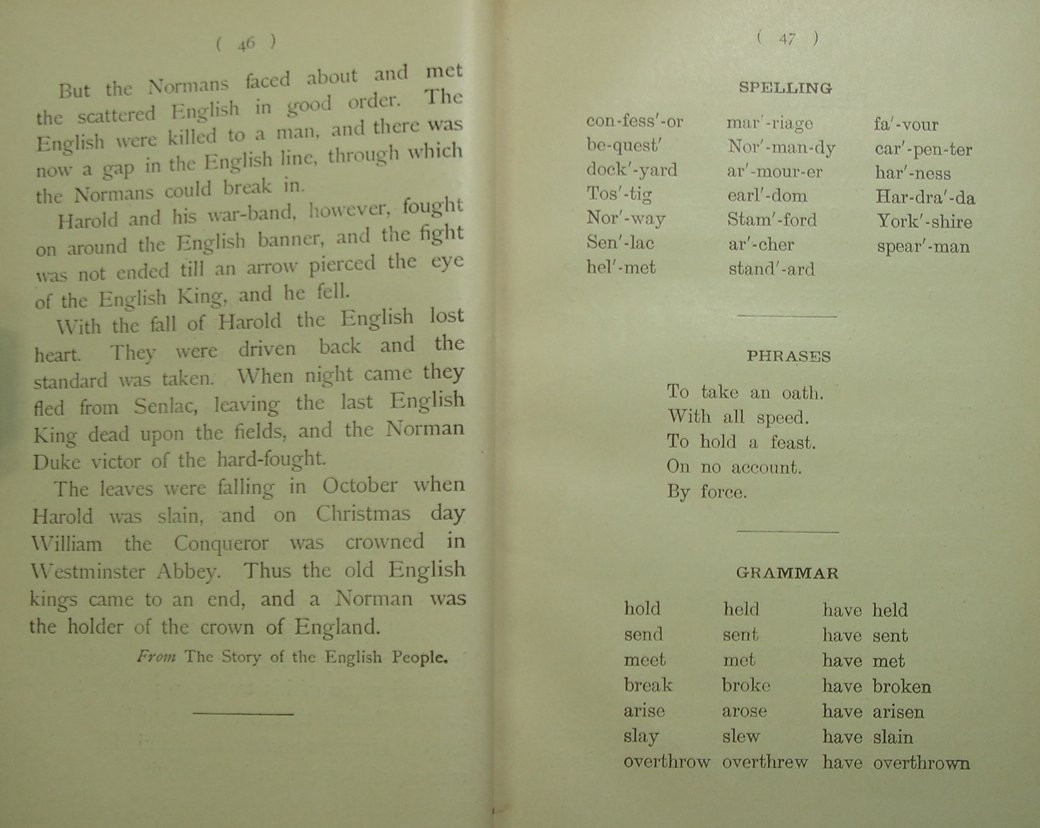 ( 46 )
But the Normans faced about and met
the scattered English in good order. The
English were killed to a man, and there was
now a gap in the English line, through which
the Normans could break in.
Harold and his war-band, however, fought
on around the English banner, and the fight
was not ended till an arrow pierced the eye
of the English King, and he fell.
With the fall of Harold the English lost
heart. They were driven back and the
standard was taken. When night came they
fled from Senlac, leaving the last English
King dead upon the fields, and the Norman
Duke victor of the hard-fought.
The leaves were falling in October when
Harold was slain, and on Christmas day
William the Conqueror was crowned in
Westminster Abbey. Thus the old English
kings came to an end, and a Norman was
the holder of the crown of England.
From The Story of the English People.
( 47 )
SPELLING
con-fess'-or mar'-riage fa'-vour
be-quest' Nor'-man-dy car'-pen-ter
dock'-yard ar'-mour-er har'-ness
Tos'-tig earl'-dom Har-dra'-da
Nor'-way Stam'-ford York'-shire
Sen'-lac ar'-cher spear'-man
hel'-met stand'-ard
PHRASES
To take an oath.
With all speed.
To hold a feast.
On no account.
By force.
GRAMMAR
hold held have held
send sent have sent
meet met have met
break broke have broken
arise arose have arisen
slay slew have slain
overthrow overthrew have overthrown